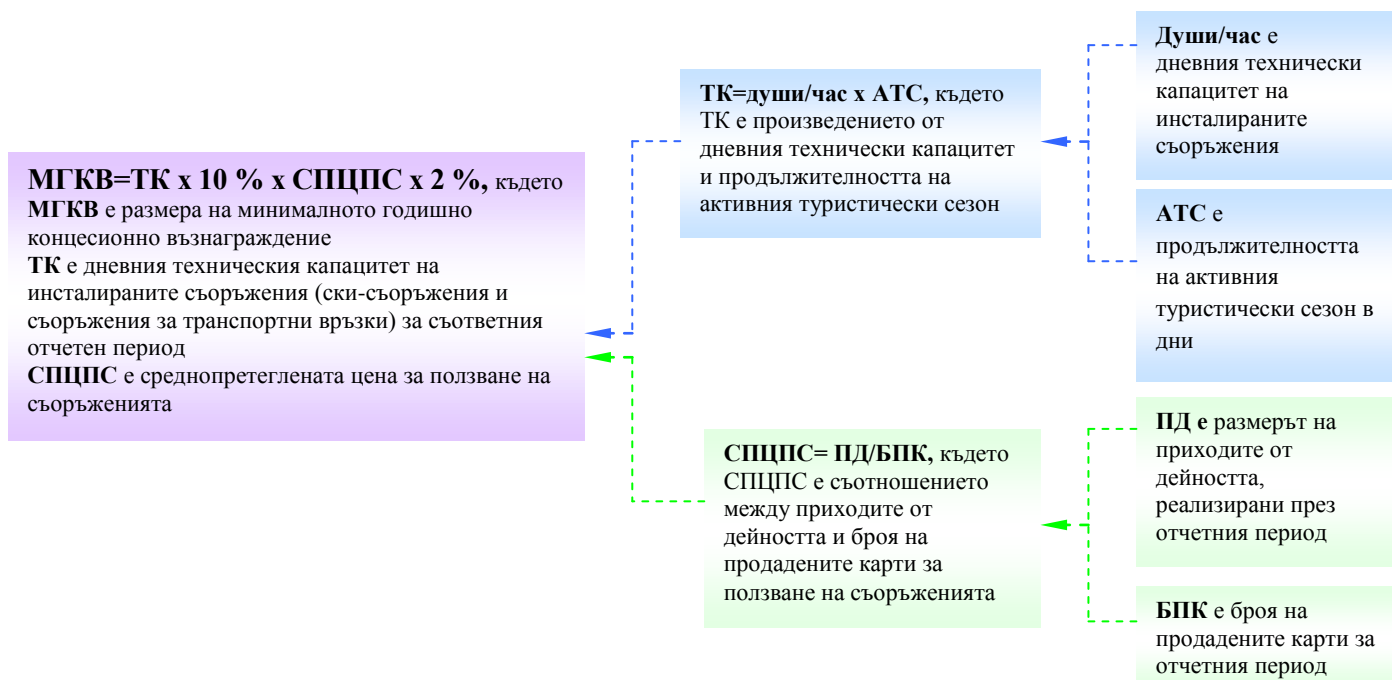 МГКВ=ТК х 10 % х СПЦПС х 2 %, където
МГКВ е размера на минималното годишно
концесионно възнаграждение
ТК е дневния техническия капацитет на
инсталираните съоръжения (ски-съоръжения и
съоръжения за транспортни връзки) за съответния
отчетен период
СПЦПС е среднопретеглената цена за ползване на
съоръженията
ТК=души/час х АТС, където
ТК е произведението от
дневния технически капацитет
и продължителността на
активния туристически сезон
Души/час е
дневния технически
капацитет на
инсталираните
съоръжения
АТС е
продължителността
на активния
туристически сезон в
дни
СПЦПС= ПД/БПК, където
СПЦПС е съотношението
между приходите от
дейността и броя на
продадените карти за
ползване на съоръженията
ПД е размерът на
приходите от
дейността,
реализирани през
отчетния период
БПК е броя на
продадените карти за
отчетния период